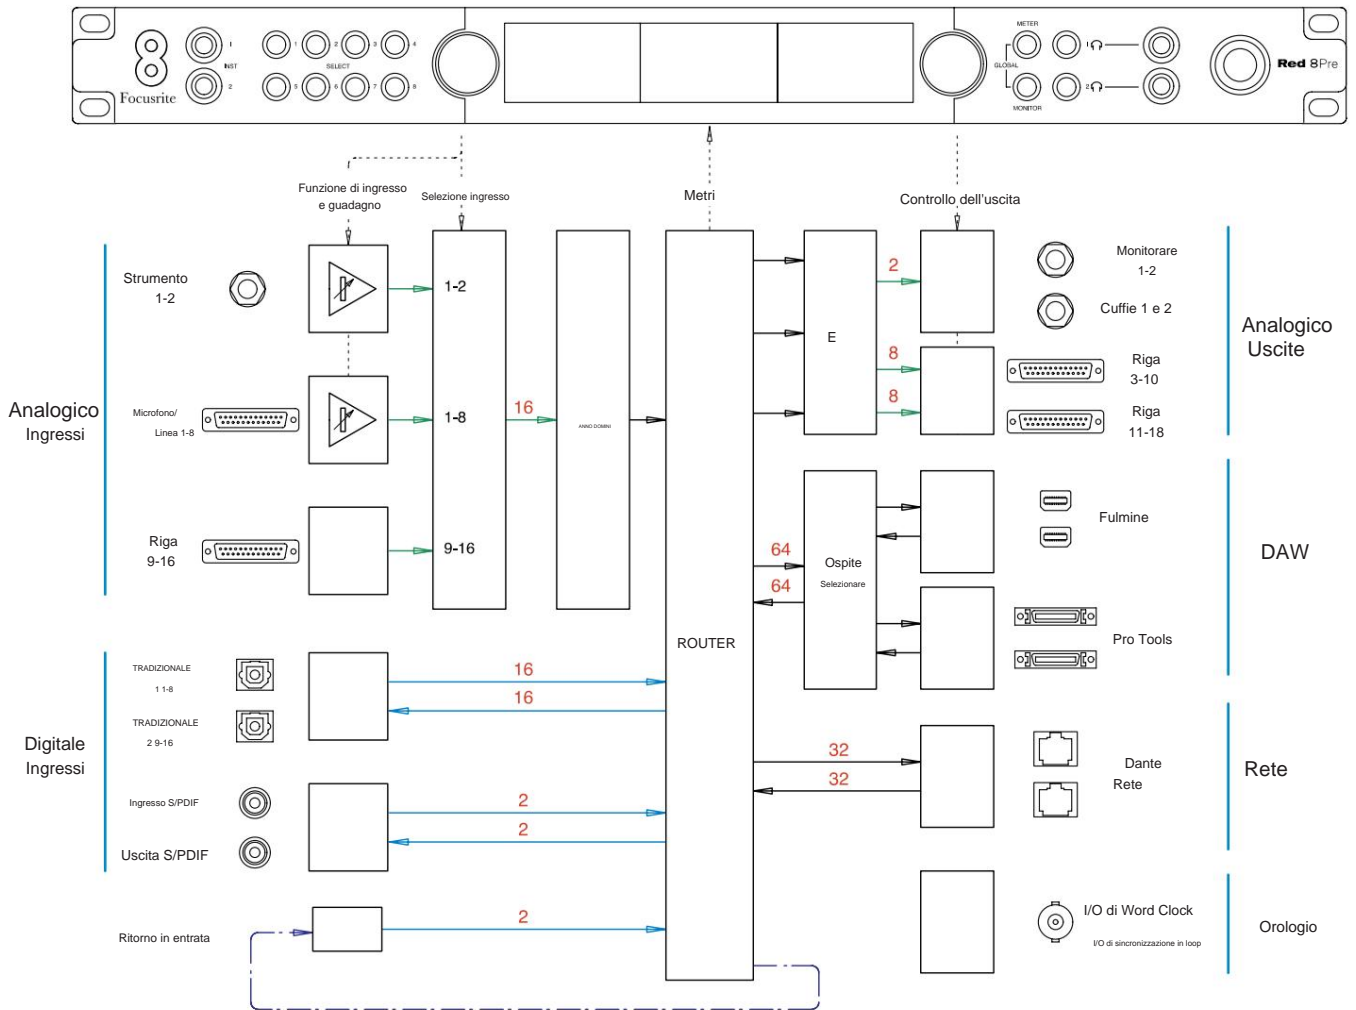 METER
1 2 3 4
1
INST
SELECT
GLOBAL
1
Red 8Pre
2
5 6 7 8
2
Focusrite
MONITOR
Funzione di ingresso
e guadagno
Selezione ingresso
Metri
Controllo dell'uscita
Strumento
1-2
1-2
2
Monitorare
1-2
Cuffie 1 e 2
Analogico
Uscite
E
8
Riga
3-10
8
Riga
11-18
Analogico
Ingressi
Microfono/
Linea 1-8
1-8
16
ANNO DOMINI
Riga
9-16
9-16
64
64
Ospite
Selezionare
Fulmine
DAW
ROUTER
Pro Tools
TRADIZIONALE
1 1-8
16
16
TRADIZIONALE
2 9-16
Digitale
Ingressi
Ingresso S/PDIF
2
2
Uscita S/PDIF
32
32
Dante
Rete
Rete
Ritorno in entrata
2
I/O di Word Clock
I/O di sincronizzazione in loop
Orologio